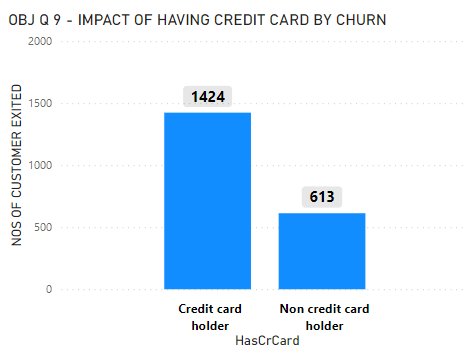 OBJ Q 9 - IMPACT OF HAVING CREDIT CARD BY CHURN
2000
1500
1000
500
0
NOS OF CUSTOMER EXITED
1424
613
Credit card holder
Non credit card holder
HasCrCard